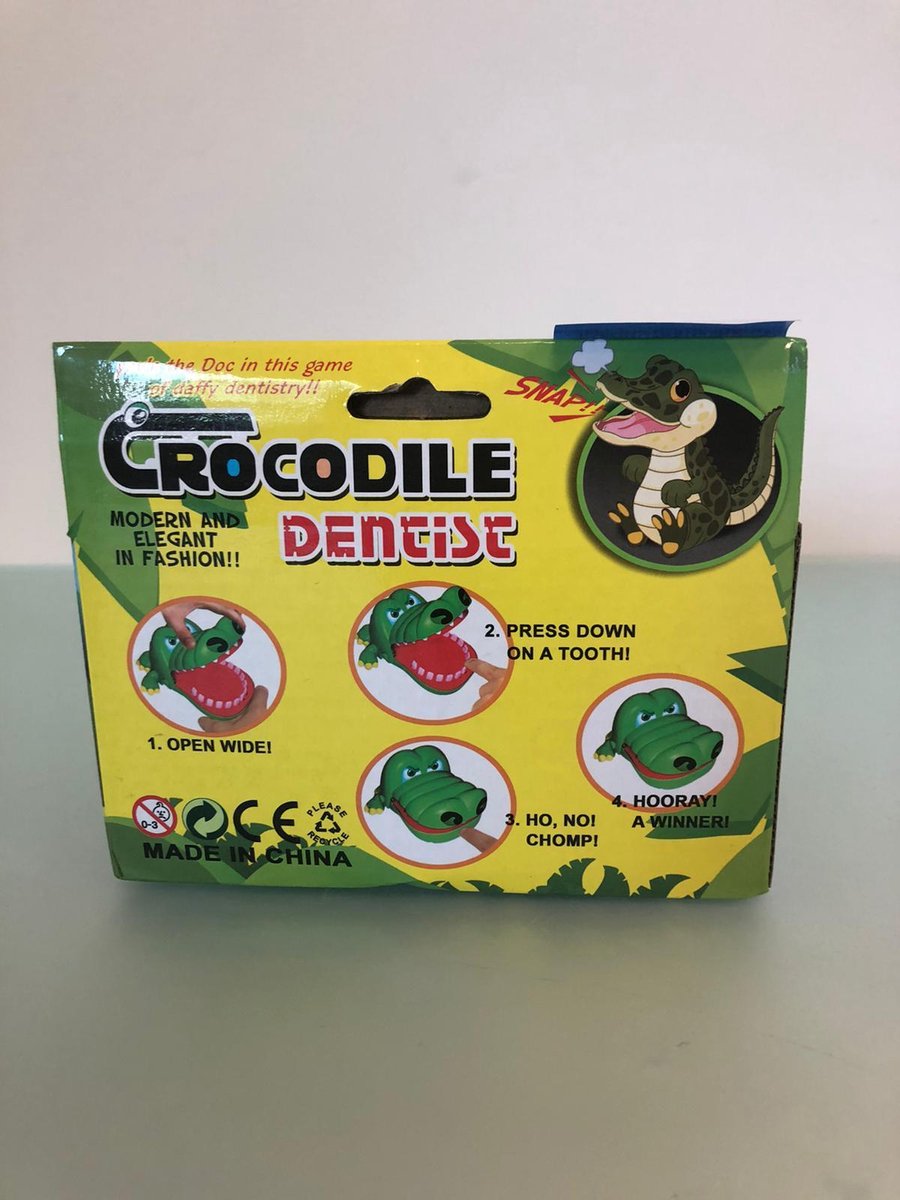 the Doc in this game
of daffy dentistry!!
SNAP!!
CROCODILE
DENTIST
MODERN AND
ELEGANT
IN FASHION!!
1. OPEN WIDE!
2. PRESS DOWN
ON A TOOTH!
3. HO, NO!
CHOMP!
4. HOORAY!
A WINNER!
0-3
CE
PLEASE
RECYCLE
MADE IN CHINA